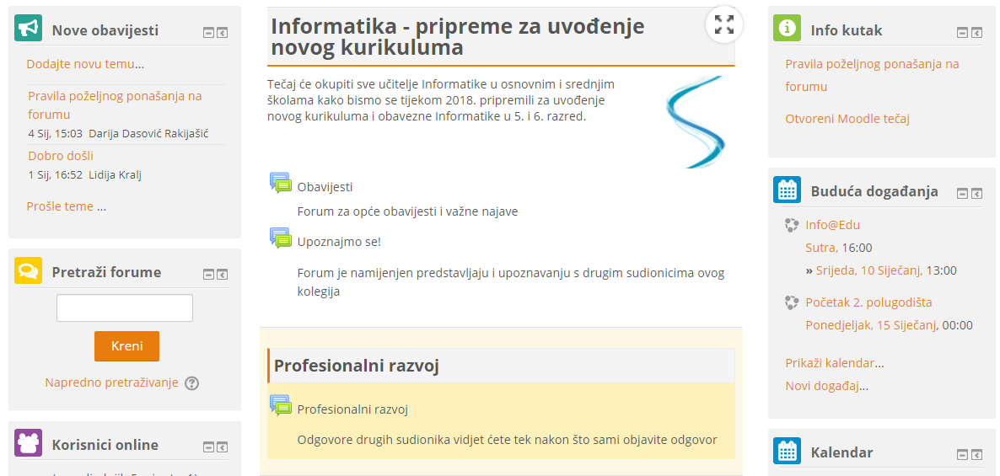 Nove obavijesti
Dodajte novu temu...
Pravila poželjnog ponašanja na
forumu
4 Sij, 15:03 Darija Dasović Rakijašić
Dobro došli
1 Sij, 16:52 Lidija Kralj
Prošle teme ...
Pretraži forume
Kreni
Napredno pretraživanje
Korisnici online
Informatika - pripreme za uvođenje
novog kurikuluma
Tečaj će okupiti sve učitelje Informatike u osnovnim i srednjim
školama kako bismo se tijekom 2018. pripremili za uvođenje
novog kurikuluma i obavezne Informatike u 5. i 6. razred.
Obavijesti
Forum za opće obavijesti i važne najave
Upoznajmo se!
Forum je namijenjen predstavljaju i upoznavanju s drugim sudionicima ovog
kolegija
Profesionalni razvoj
Profesionalni razvoj
Odgovore drugih sudionika vidjet ćete tek nakon što sami objavite odgovor
Info kutak
Pravila poželjnog ponašanja na
forumu
Otvoreni Moodle tečaj
Buduća događanja
Info@Edu
Sutra, 16:00
» Srijeda, 10 Siječanj, 13:00
Početak 2. polugodišta
Ponedjeljak, 15 Siječanj, 00:00
Prikaži kalendar...
Novi događaj...
Kalendar